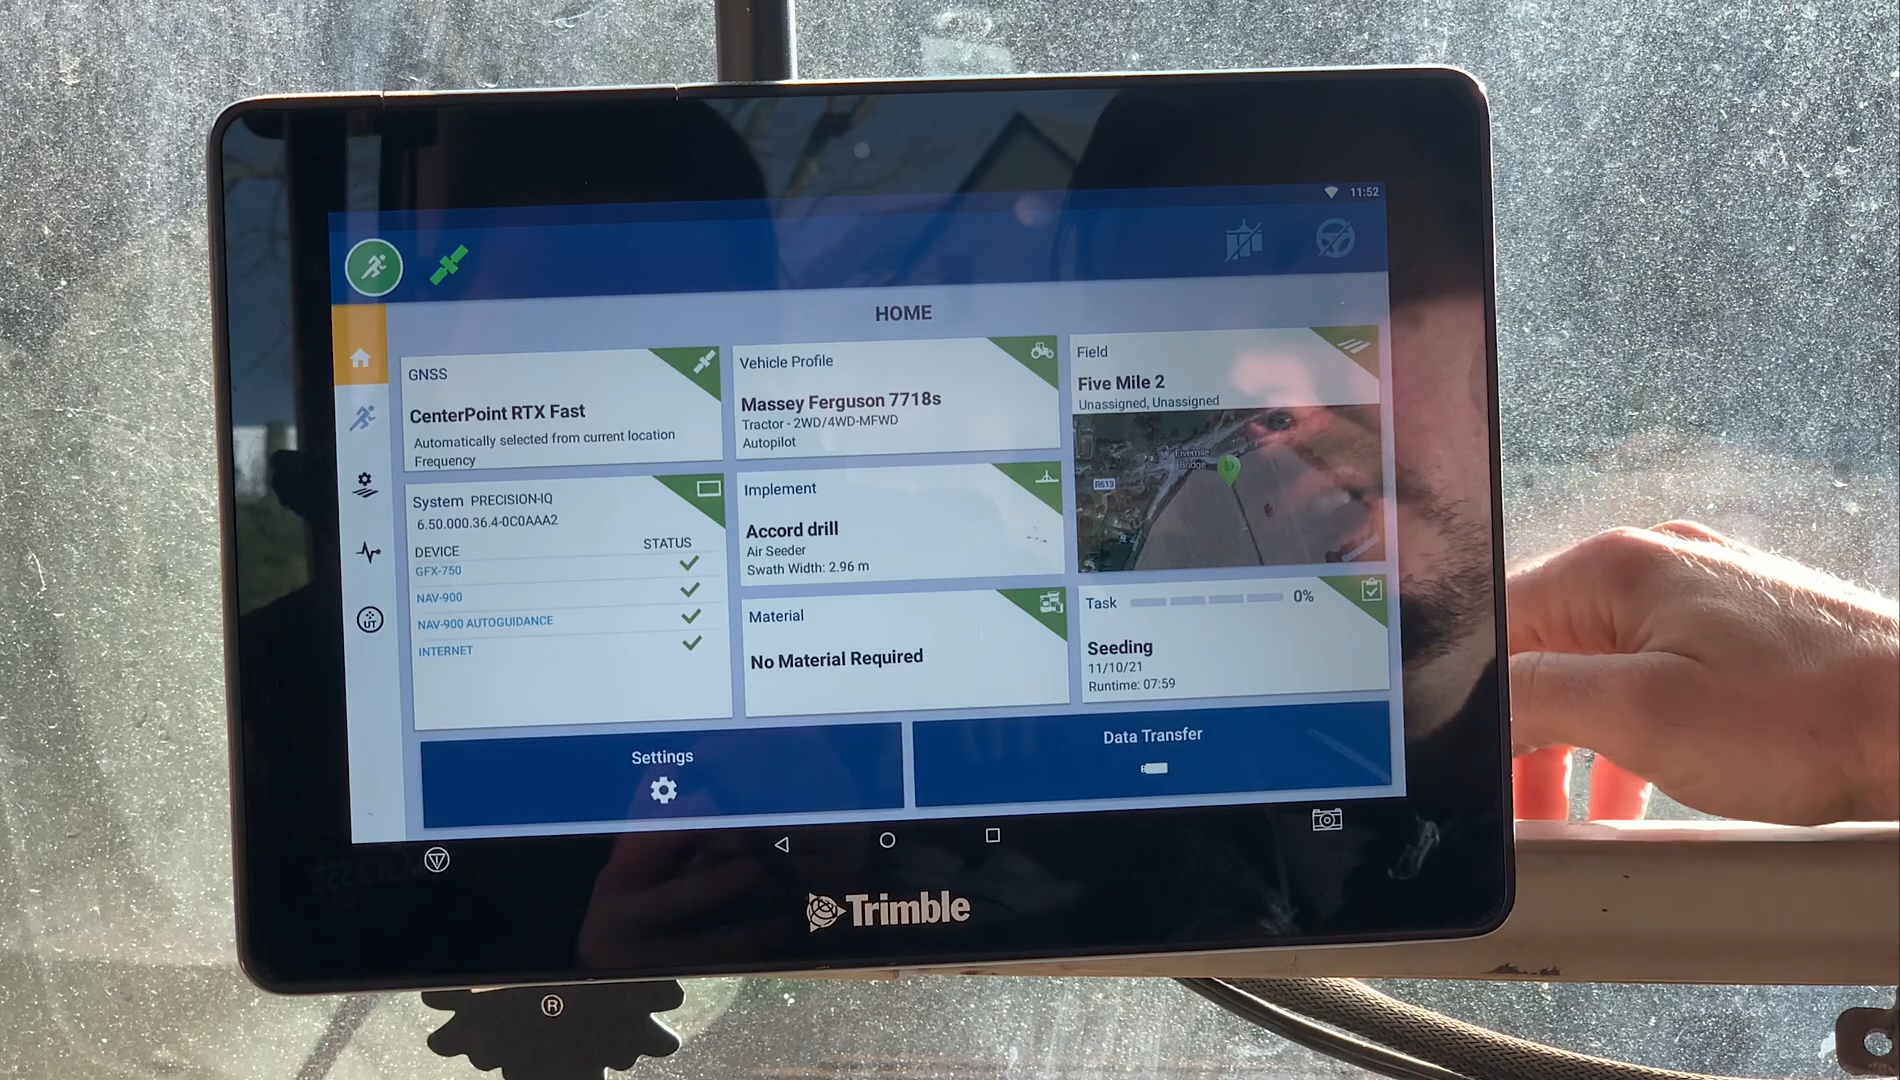 11:52
HOME
GNSS
CenterPoint RTX Fast
Automatically selected from current location
Frequency
Vehicle Profile
Massey Ferguson 7718s
Tractor - 2WD/4WD-MFWD
Autopilot
Field
Five Mile 2
Unassigned, Unassigned
Fivemile
Bridge
R613
System PRECISION-IQ
6.50.000.36.4-0C0AAA2
DEVICE STATUS
GFX-750
NAV-900
NAV-900 AUTOGUIDANCE
INTERNET
Implement
Accord drill
Air Seeder
Swath Width: 2.96 m
Material
No Material Required
Task 0%
Seeding
11/10/21
Runtime: 07:59
UT
Settings
Data Transfer
Trimble
®